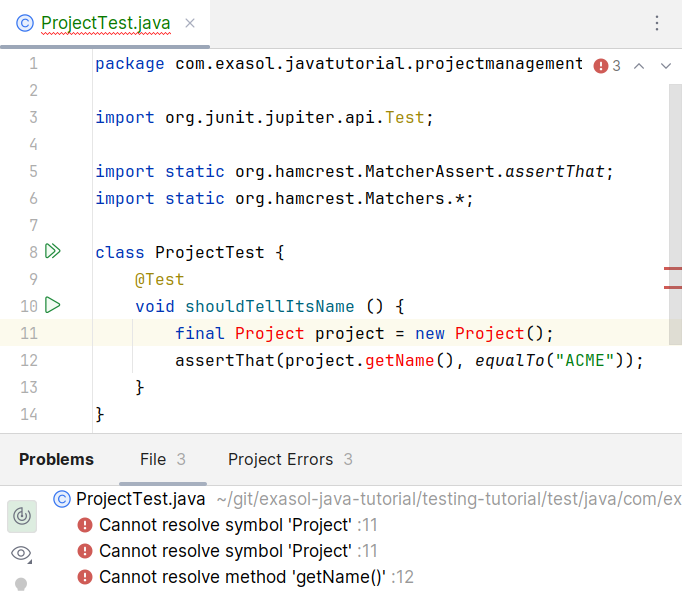 ProjectTest.java
1 package com.exasol.javatutorial.projectmanagement 3
2
3 import org.junit.jupiter.api.Test;
4
5 import static org.hamcrest.MatcherAssert.assertThat;
6 import static org.hamcrest.Matchers.*;
7
8 class ProjectTest {
9 @Test
10 void shouldTellItsName () {
11 final Project project = new Project();
12 assertThat(project.getName(), equalTo("ACME"));
13 }
14 }
Problems File 3 Project Errors 3
ProjectTest.java ~/git/exasol-java-tutorial/testing-tutorial/test/java/com/ex
Cannot resolve symbol 'Project' :11
Cannot resolve symbol 'Project' :11
Cannot resolve method 'getName()' :12